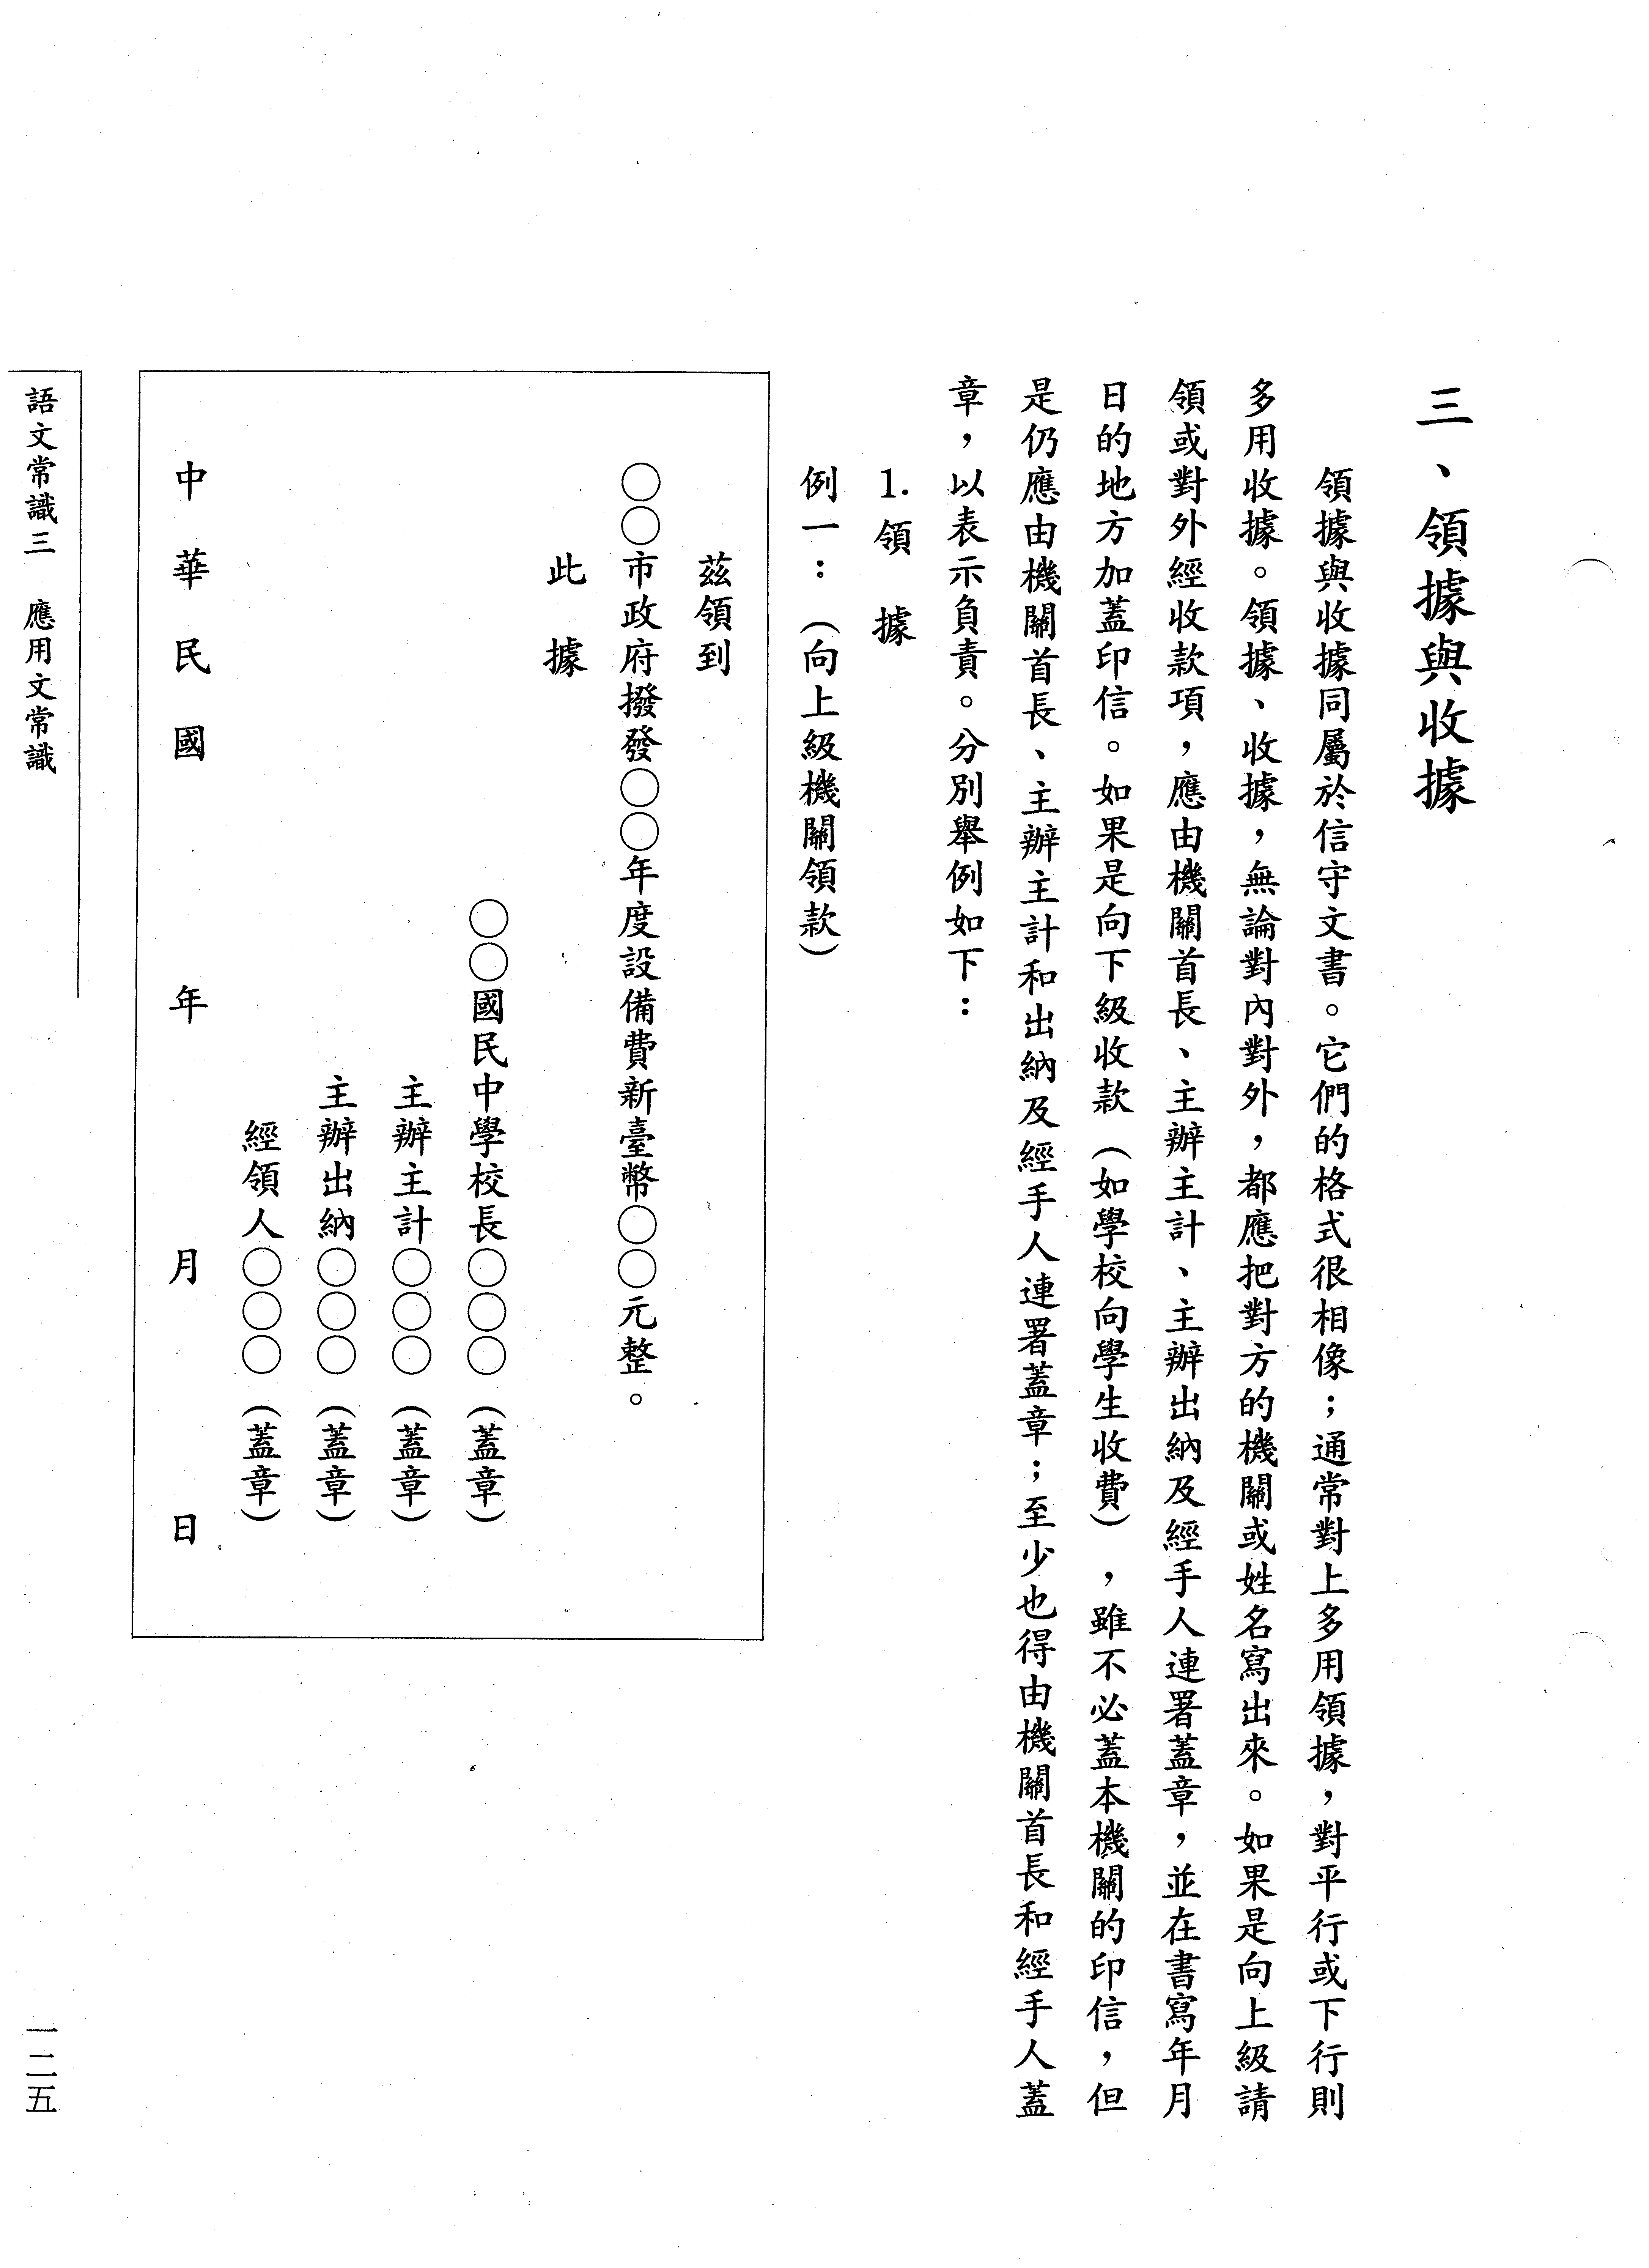 三、領據與收據
領據與收據同屬於信守文書。它們的格式很相像；通常對上多用領據，對平行或下行則
多用收據。領據、收據，無論對內對外，都應把對方的機關或姓名寫出來。如果是向上級請
領或對外經收款項，應由機關首長、主辦主計、主辦出納及經手人連署蓋章，並在書寫年月
日的地方加蓋印信。如果是向下級收款（如學校向學生收費），雖不必蓋本機關的印信，但
是仍應由機關首長、主辦主計和出納及經手人連署蓋章；至少也得由機關首長和經手人蓋
章，以表示負責。分別舉例如下：
1.領　據
例一：（向上級機關領款）
茲領到
○○市政府撥發○○年度設備費新臺幣○○元整。
此　據
○○國民中學校長○○○（蓋章）
主辦主計○○○（蓋章）
主辦出納○○○（蓋章）
經領人○○○（蓋章）
中　華　民　國　　　年　　　月　　　日
語文常識三　應用文常識
一二五